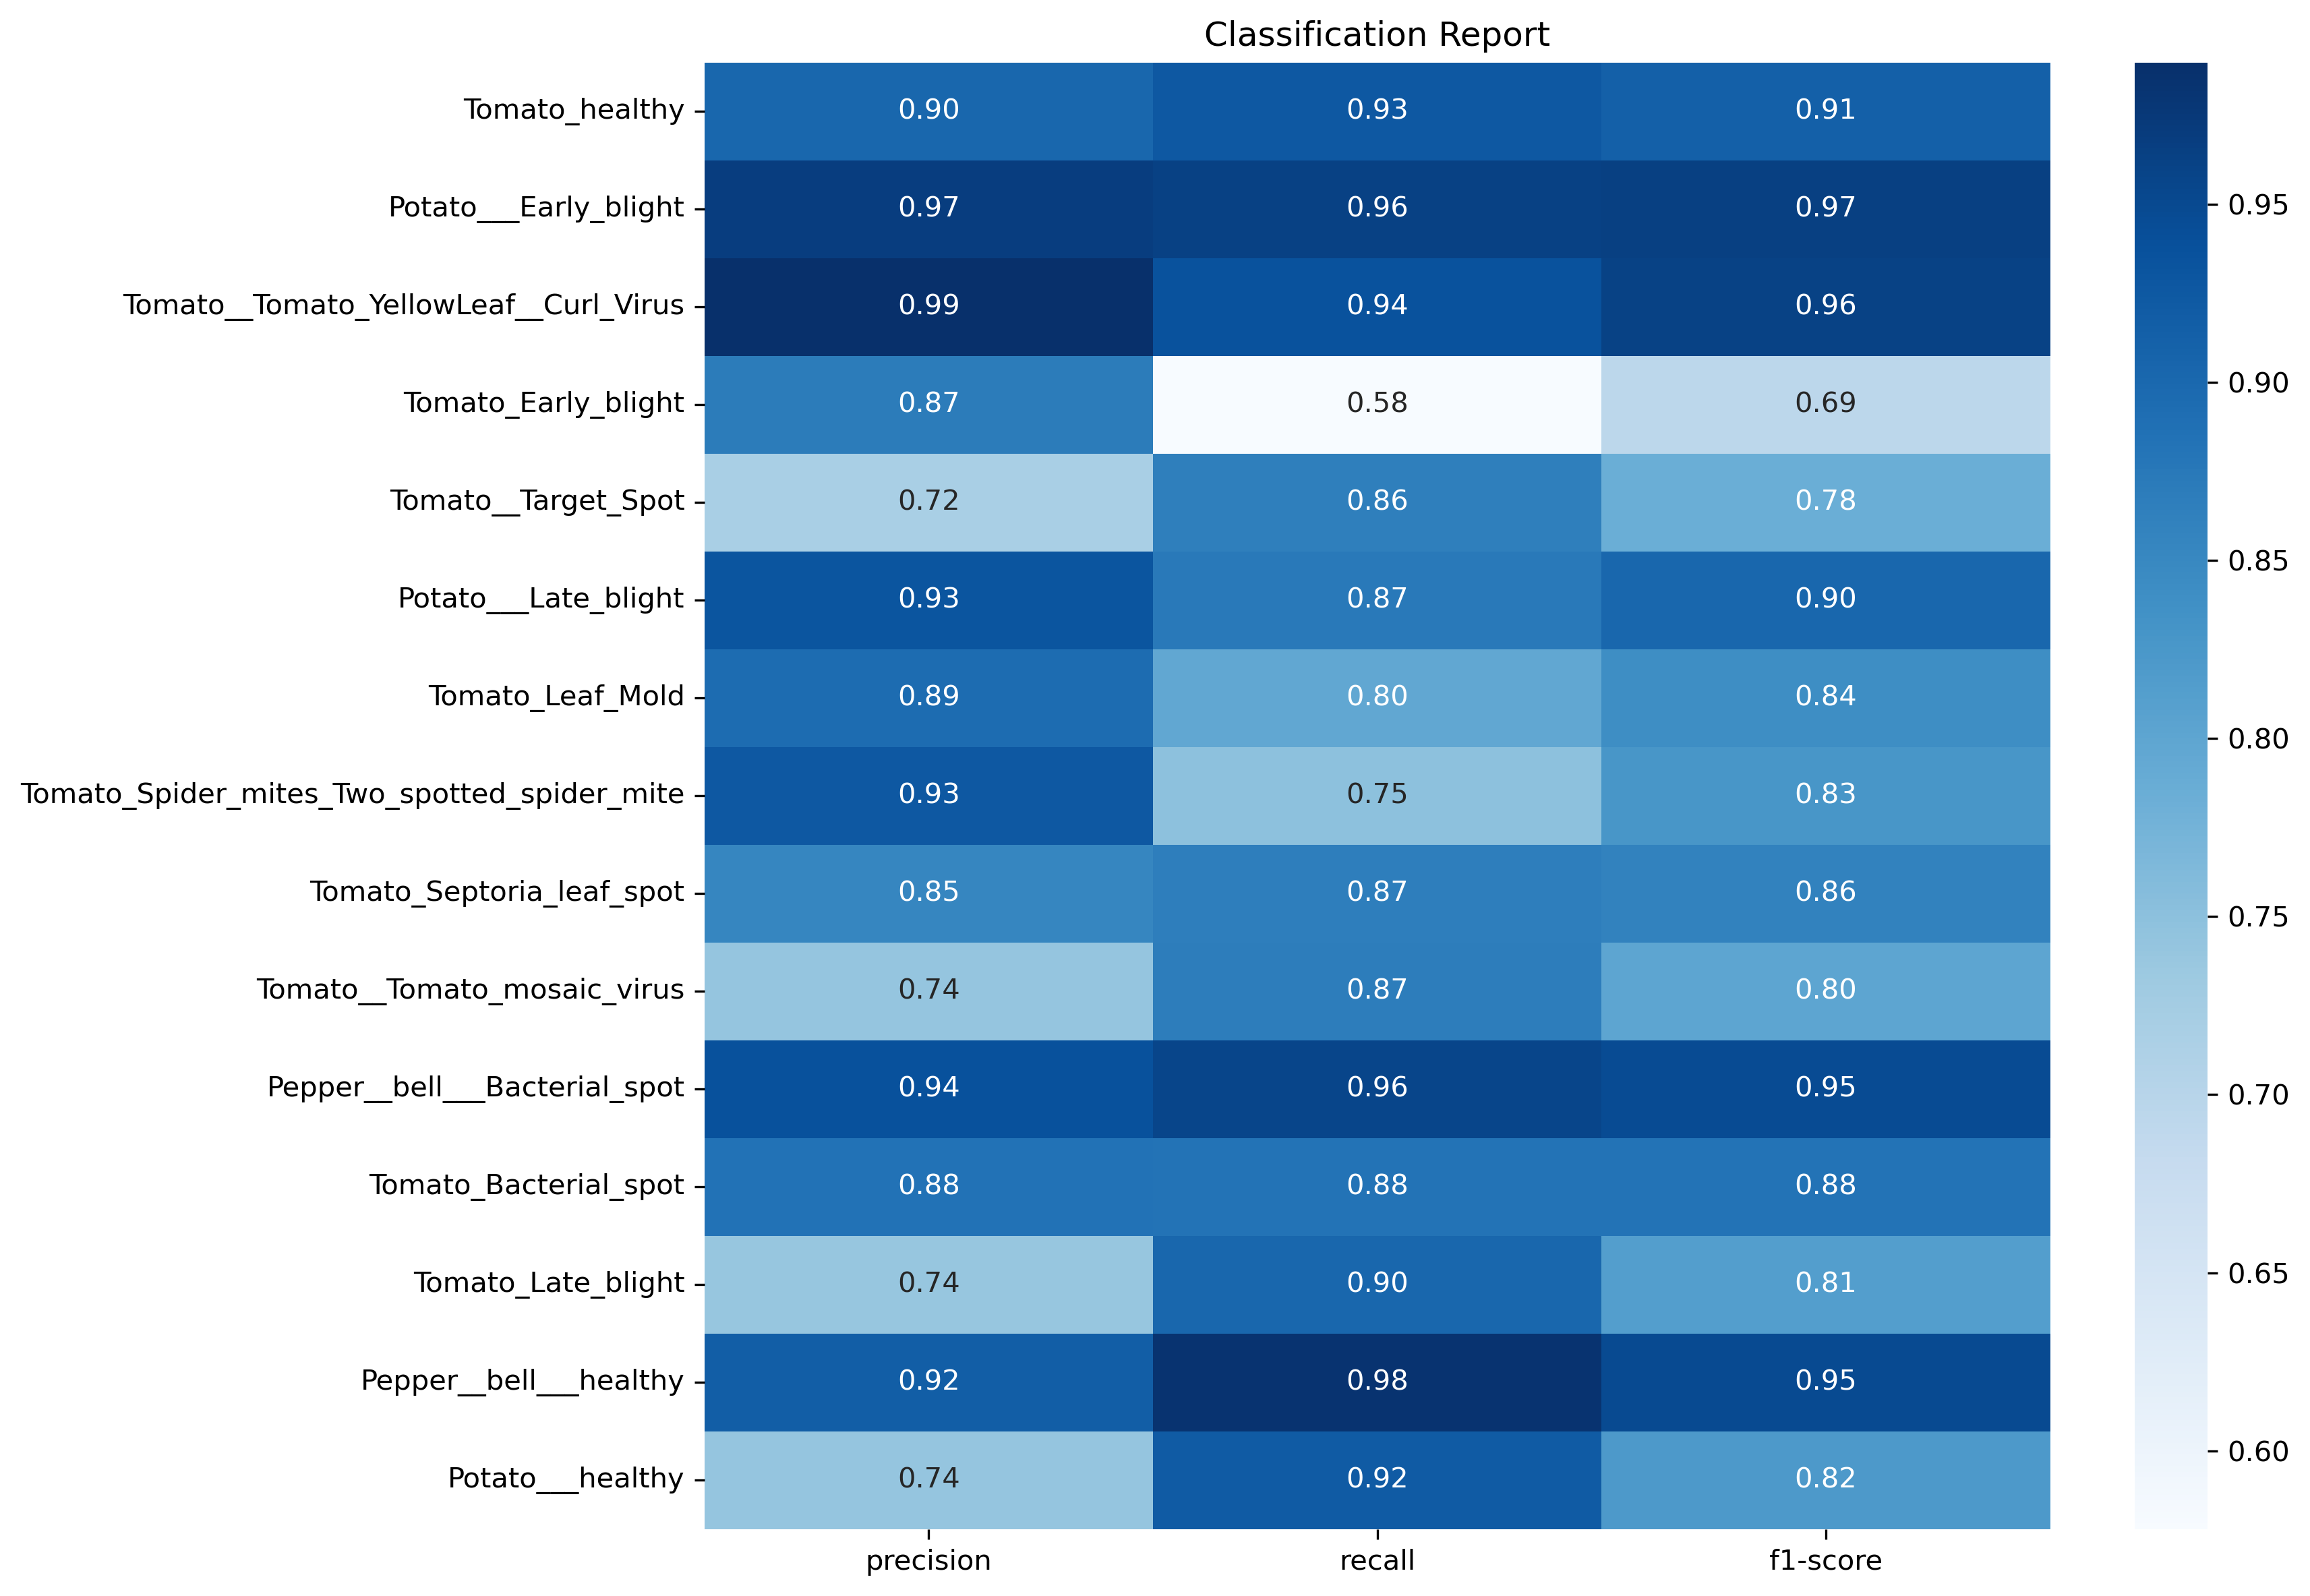 Classification Report
Tomato_healthy 0.90 0.93 0.91
Potato___Early_blight 0.97 0.96 0.97
Tomato__Tomato_YellowLeaf__Curl_Virus 0.99 0.94 0.96
Tomato_Early_blight 0.87 0.58 0.69
Tomato__Target_Spot 0.72 0.86 0.78
Potato___Late_blight 0.93 0.87 0.90
Tomato_Leaf_Mold 0.89 0.80 0.84
Tomato_Spider_mites_Two_spotted_spider_mite 0.93 0.75 0.83
Tomato_Septoria_leaf_spot 0.85 0.87 0.86
Tomato__Tomato_mosaic_virus 0.74 0.87 0.80
Pepper__bell___Bacterial_spot 0.94 0.96 0.95
Tomato_Bacterial_spot 0.88 0.88 0.88
Tomato_Late_blight 0.74 0.90 0.81
Pepper__bell___healthy 0.92 0.98 0.95
Potato___healthy 0.74 0.92 0.82
precision recall f1-score
0.95
0.90
0.85
0.80
0.75
0.70
0.65
0.60